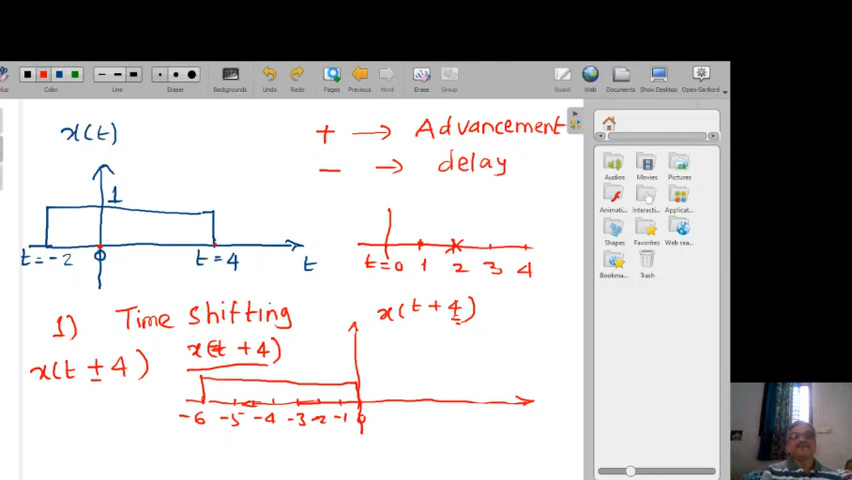 Line
Eraser
Backgrounds
Undo
Redo
Pages
Previous
Next
Erase
Group
Board
Web
Documents
Show Desktop
Open-Sankoré
x(t)
+ → Advancement
− → delay
1
t=-2 0 t=4 t
t=0 1 2 3 4
x(t+4)
1) Time shifting
x(t±4)
x(t+4)
-6 -5 -4 -3 -2 -1 0
Audios
Movies
Pictures
Animati...
Interacti...
Applicat...
Shapes
Favorites
Web sea...
Bookma...
Trash